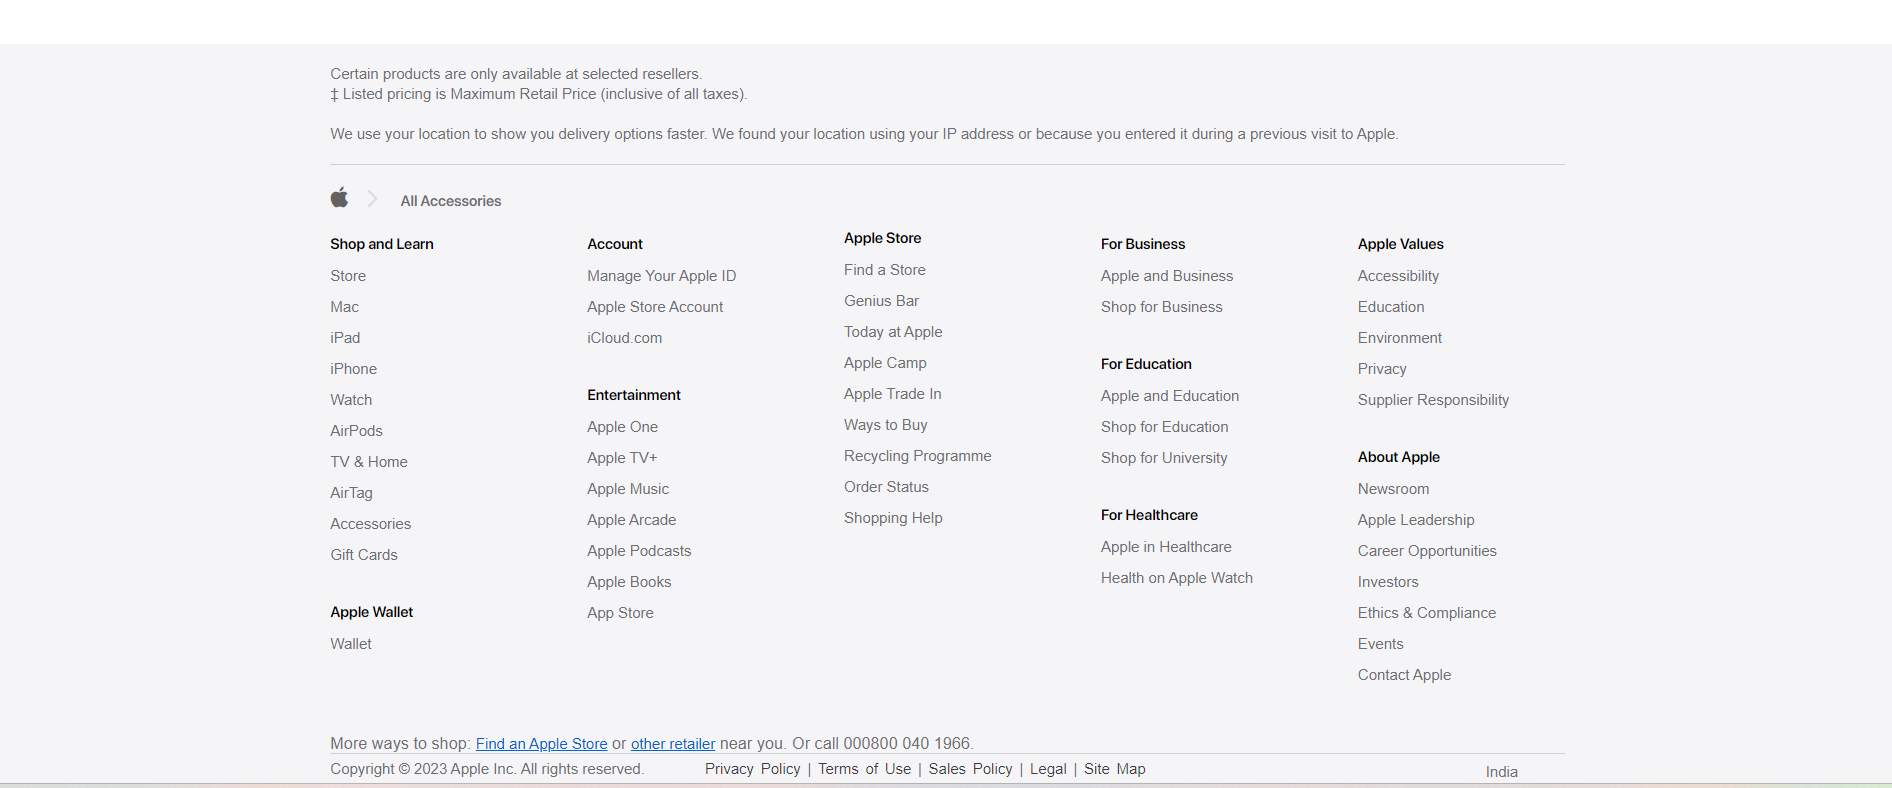 Certain products are only available at selected resellers.
‡ Listed pricing is Maximum Retail Price (inclusive of all taxes).
We use your location to show you delivery options faster. We found your location using your IP address or because you entered it during a previous visit to Apple.
All Accessories
Shop and Learn
Store
Mac
iPad
iPhone
Watch
AirPods
TV & Home
AirTag
Accessories
Gift Cards
Apple Wallet
Wallet
Account
Manage Your Apple ID
Apple Store Account
iCloud.com
Entertainment
Apple One
Apple TV+
Apple Music
Apple Arcade
Apple Podcasts
Apple Books
App Store
Apple Store
Find a Store
Genius Bar
Today at Apple
Apple Camp
Apple Trade In
Ways to Buy
Recycling Programme
Order Status
Shopping Help
For Business
Apple and Business
Shop for Business
For Education
Apple and Education
Shop for Education
Shop for University
For Healthcare
Apple in Healthcare
Health on Apple Watch
Apple Values
Accessibility
Education
Environment
Privacy
Supplier Responsibility
About Apple
Newsroom
Apple Leadership
Career Opportunities
Investors
Ethics & Compliance
Events
Contact Apple
More ways to shop: Find an Apple Store or other retailer near you. Or call 000800 040 1966.
Copyright © 2023 Apple Inc. All rights reserved. Privacy Policy | Terms of Use | Sales Policy | Legal | Site Map India